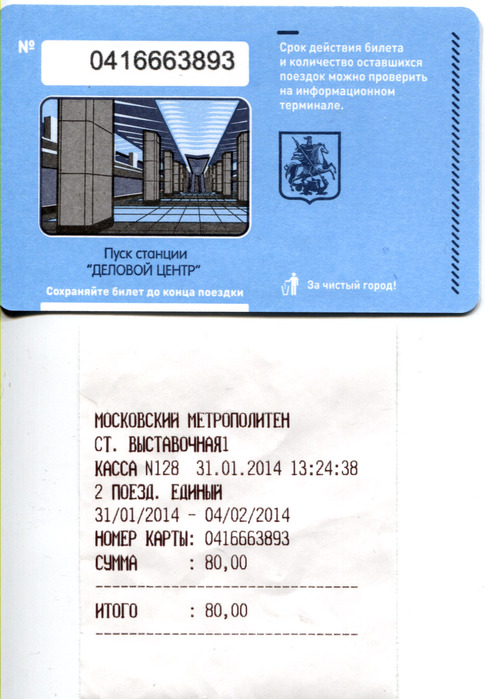 № 0416663893
Срок действия билета
и количество оставшихся
поездок можно проверить
на информационном
терминале.
Пуск станции
"ДЕЛОВОЙ ЦЕНТР"
Сохраняйте билет до конца поездки
За чистый город!
МОСКОВСКИЙ МЕТРОПОЛИТЕН
СТ. ВЫСТАВОЧНАЯ1
КАССА N128 31.01.2014 13:24:38
2 ПОЕЗД. ЕДИНЫЙ
31/01/2014 - 04/02/2014
НОМЕР КАРТЫ: 0416663893
СУММА : 80,00
ИТОГО : 80,00